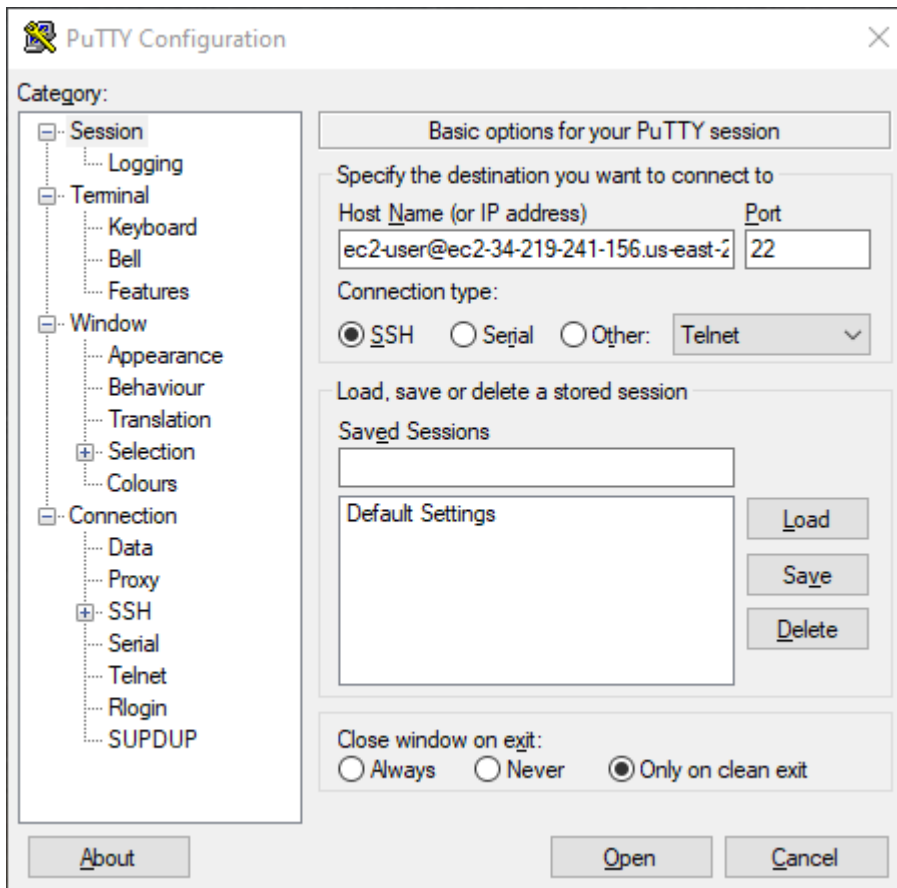 PuTTY Configuration
Category:
Session
Logging
Terminal
Keyboard
Bell
Features
Window
Appearance
Behaviour
Translation
Selection
Colours
Connection
Data
Proxy
SSH
Serial
Telnet
Rlogin
SUPDUP
Basic options for your PuTTY session
Specify the destination you want to connect to
Host Name (or IP address) Port
ec2-user@ec2-34-219-241-156.us-east-2 22
Connection type:
SSH Serial Other: Telnet
Load, save or delete a stored session
Saved Sessions
Default Settings
Load
Save
Delete
Close window on exit:
Always Never Only on clean exit
About Open Cancel